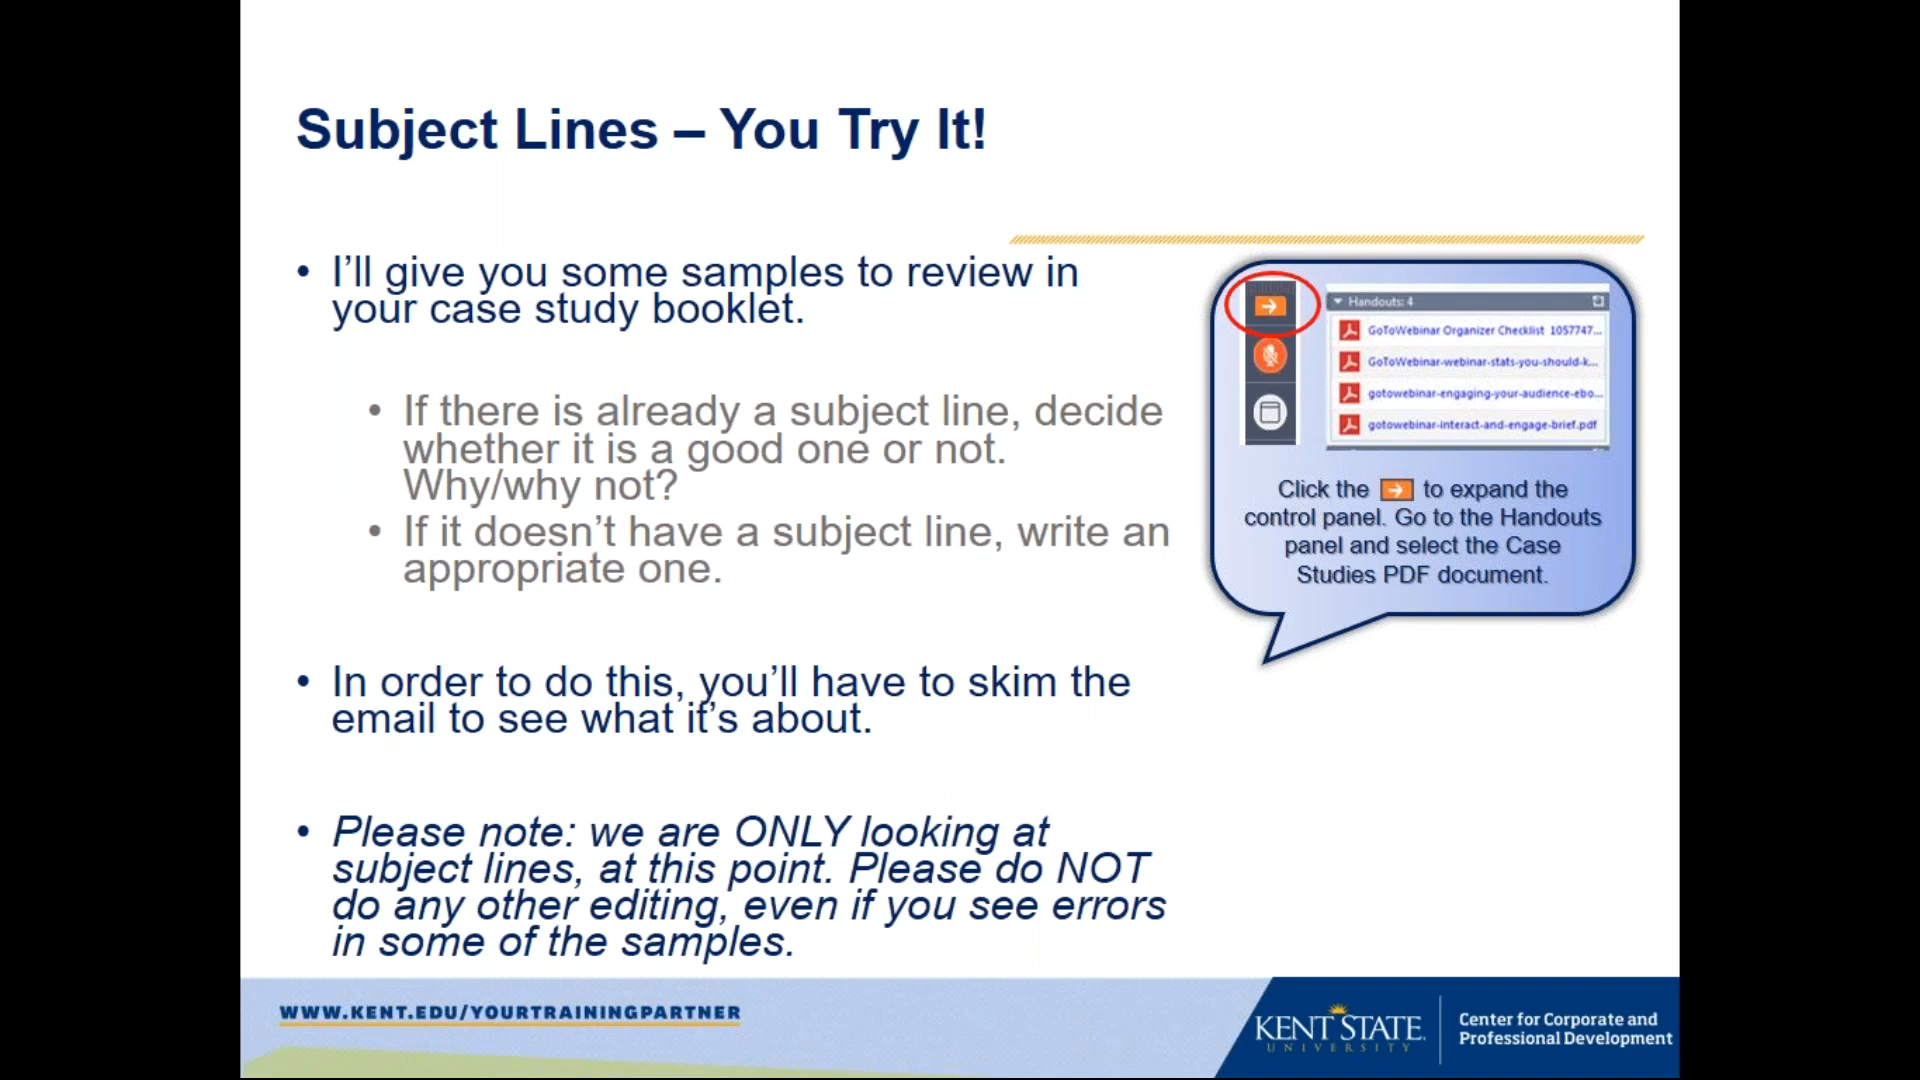 Subject Lines – You Try It!
• I’ll give you some samples to review in
your case study booklet.
• If there is already a subject line, decide
whether it is a good one or not.
Why/why not?
• If it doesn’t have a subject line, write an
appropriate one.
• In order to do this, you’ll have to skim the
email to see what it’s about.
• Please note: we are ONLY looking at
subject lines, at this point. Please do NOT
do any other editing, even if you see errors
in some of the samples.
Handouts: 4
GoToWebinar Organizer Checklist 1057747...
GoToWebinar-webinar-stats-you-should-k...
gotowebinar-engaging-your-audience-ebo...
gotowebinar-interact-and-engage-brief.pdf
Click the to expand the
control panel. Go to the Handouts
panel and select the Case
Studies PDF document.
WWW.KENT.EDU/YOURTRAININGPARTNER
KENT STATE
UNIVERSITY
Center for Corporate and
Professional Development